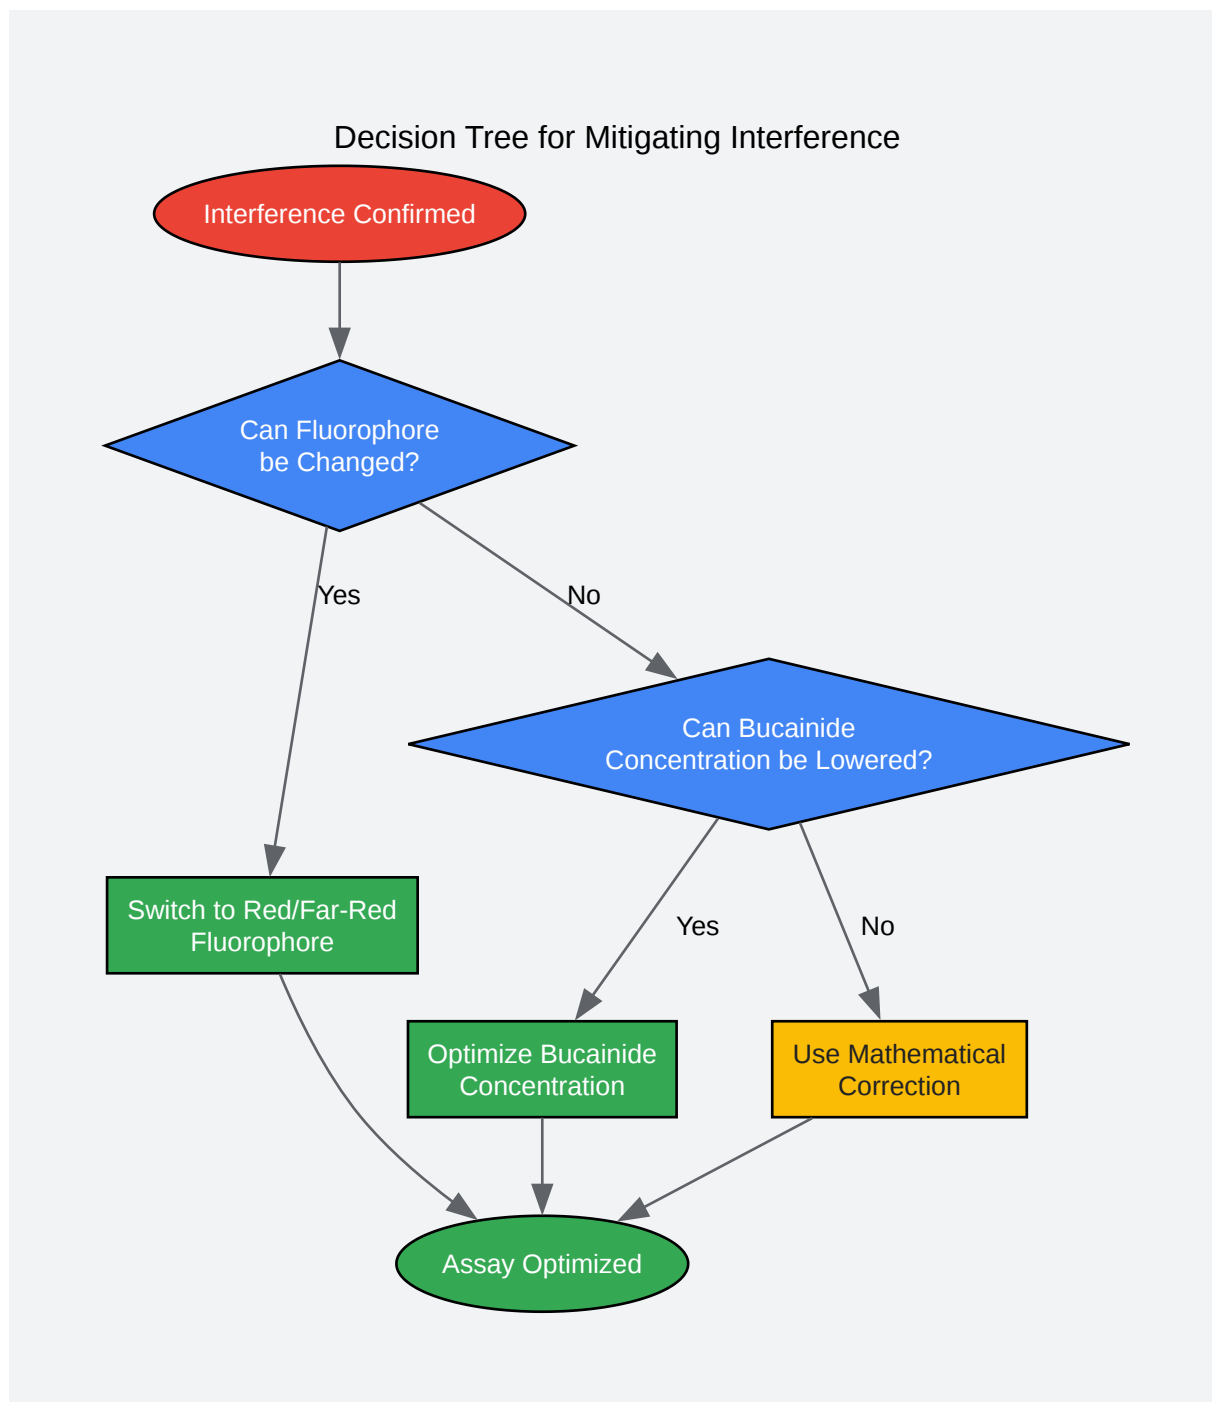 Decision Tree for Mitigating Interference
Interference Confirmed
Can Fluorophore
be Changed?
Yes
No
Can Bucainide
Concentration be Lowered?
Switch to Red/Far-Red
Fluorophore
Yes
No
Optimize Bucainide
Concentration
Use Mathematical
Correction
Assay Optimized